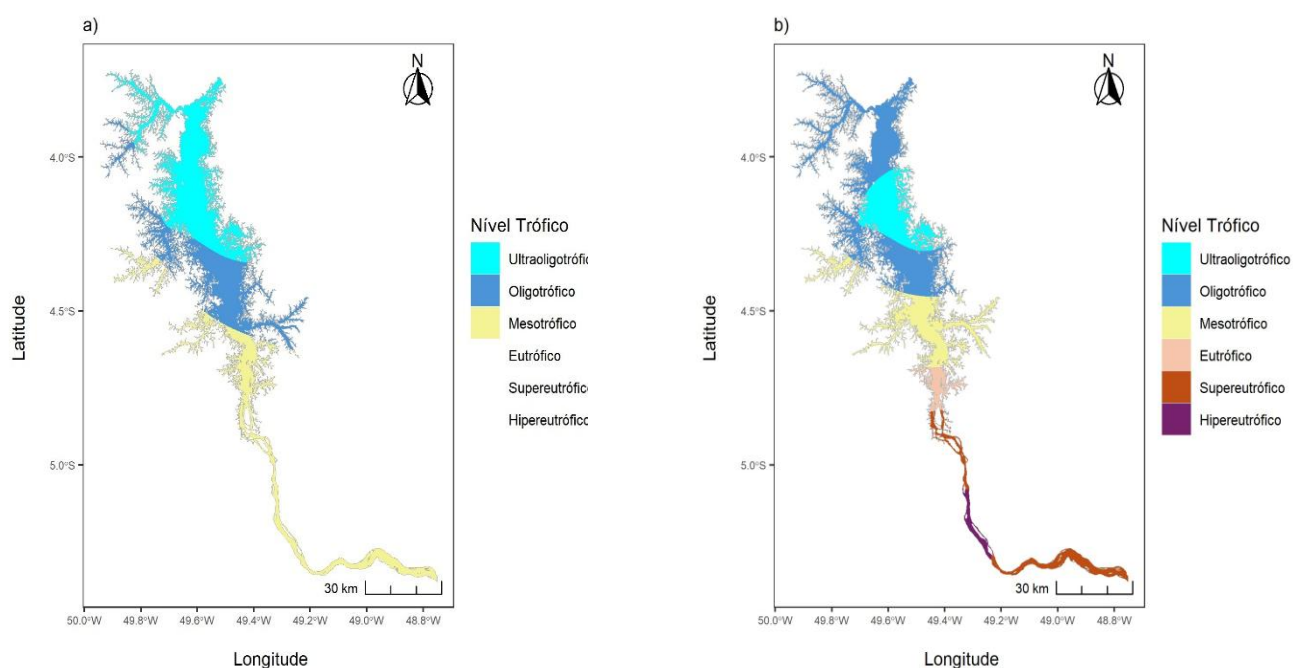 a)
N
4.0°S
4.5°S
5.0°S
Latitude
50.0°W 49.8°W 49.6°W 49.4°W 49.2°W 49.0°W 48.8°W
Longitude
30 km
Nível Trófico
Ultraoligotrófic
Oligotrófico
Mesotrófico
Eutrófico
Supereutrófico
Hipereutrófico
b)
N
4.0°S
4.5°S
5.0°S
Latitude
50.0°W 49.8°W 49.6°W 49.4°W 49.2°W 49.0°W 48.8°W
Longitude
30 km
Nível Trófico
Ultraoligotrófico
Oligotrófico
Mesotrófico
Eutrófico
Supereutrófico
Hipereutrófico